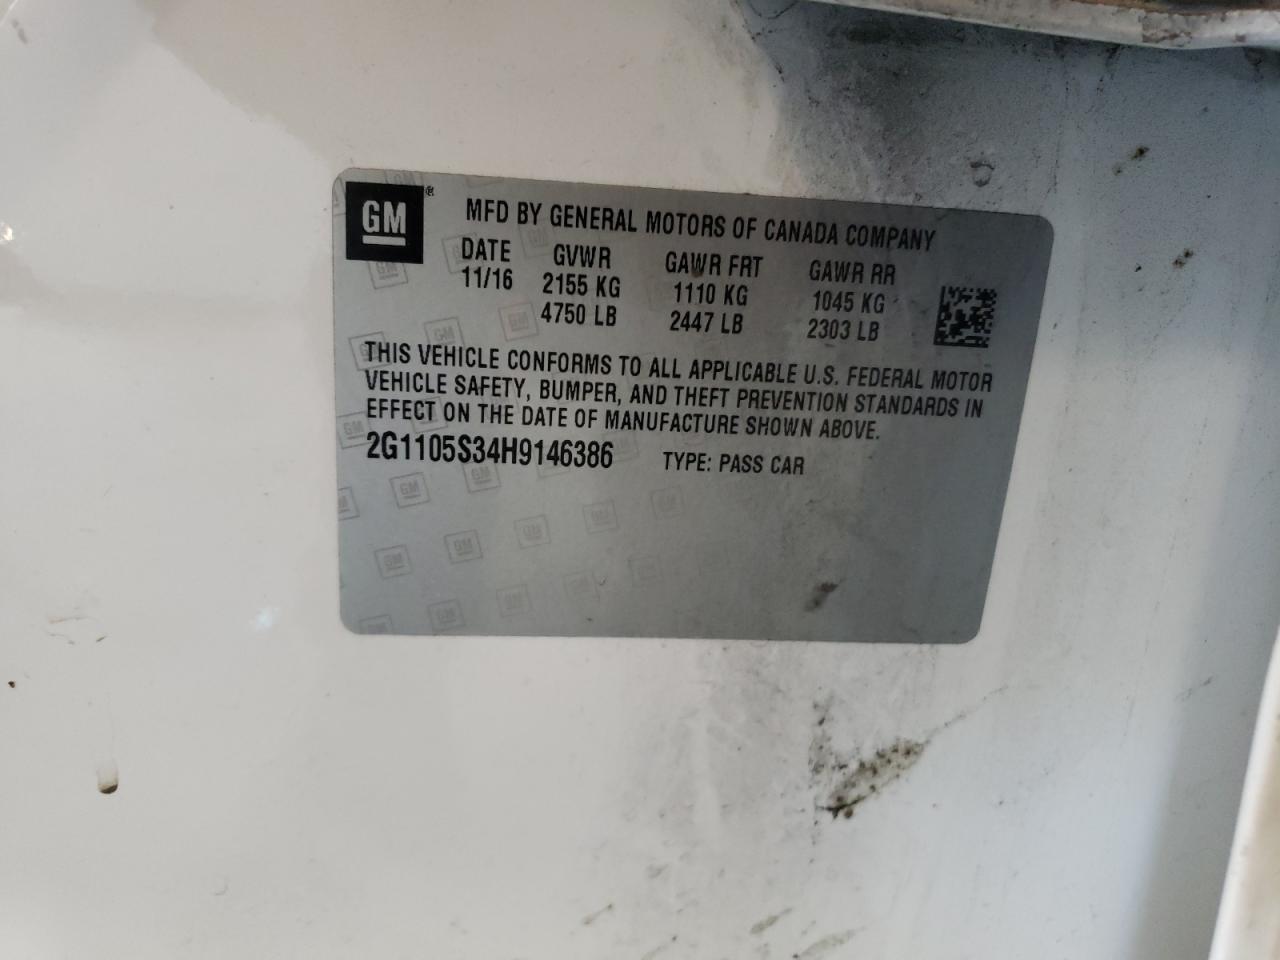 GM®
MFD BY GENERAL MOTORS OF CANADA COMPANY
DATE GVWR GAWR FRT GAWR RR
11/16 2155 KG 1110 KG 1045 KG
4750 LB 2447 LB 2303 LB
THIS VEHICLE CONFORMS TO ALL APPLICABLE U.S. FEDERAL MOTOR
VEHICLE SAFETY, BUMPER, AND THEFT PREVENTION STANDARDS IN
EFFECT ON THE DATE OF MANUFACTURE SHOWN ABOVE.
2G1105S34H9146386 TYPE: PASS CAR